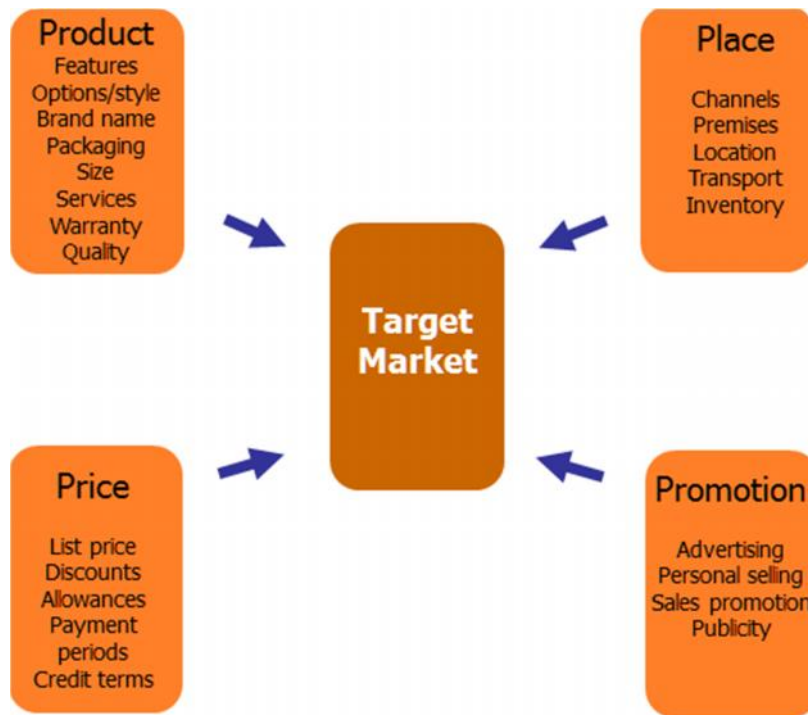 Product
Features
Options/style
Brand name
Packaging
Size
Services
Warranty
Quality
Place
Channels
Premises
Location
Transport
Inventory
Target
Market
Price
List price
Discounts
Allowances
Payment
periods
Credit terms
Promotion
Advertising
Personal selling
Sales promotion
Publicity